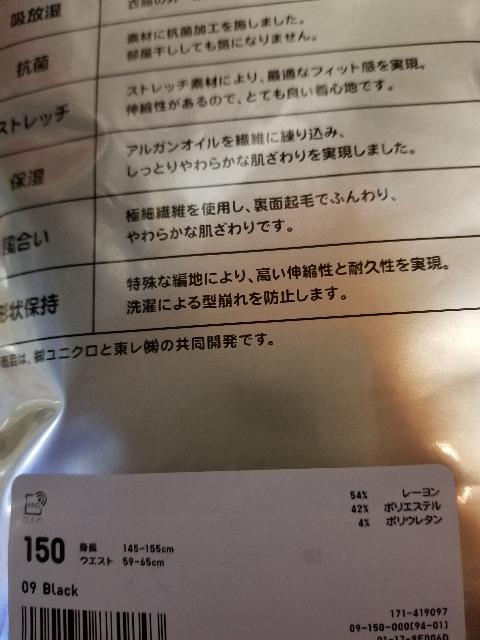 吸放湿
素材に抗菌加工を施しました。
部屋干ししても気になりません。
抗菌
ストレッチ素材により、最適なフィット感を実現。
伸縮性があるので、とても良い着心地です。
ストレッチ
アルガンオイルを繊維に練り込み、
しっとりやわらかな肌ざわりを実現しました。
保湿
極細繊維を使用し、裏面起毛でふんわり、
やわらかな肌ざわりです。
風合い
特殊な編地により、高い伸縮性と耐久性を実現。
洗濯による型崩れを防止します。
形状保持
商品は、㈱ユニクロと東レ㈱の共同開発です。
54% レーヨン
42% ポリエステル
4% ポリウレタン
150 身長 145-155cm
ウエスト 59-65cm
09 Black
171-419097
09-150-000(94-01)